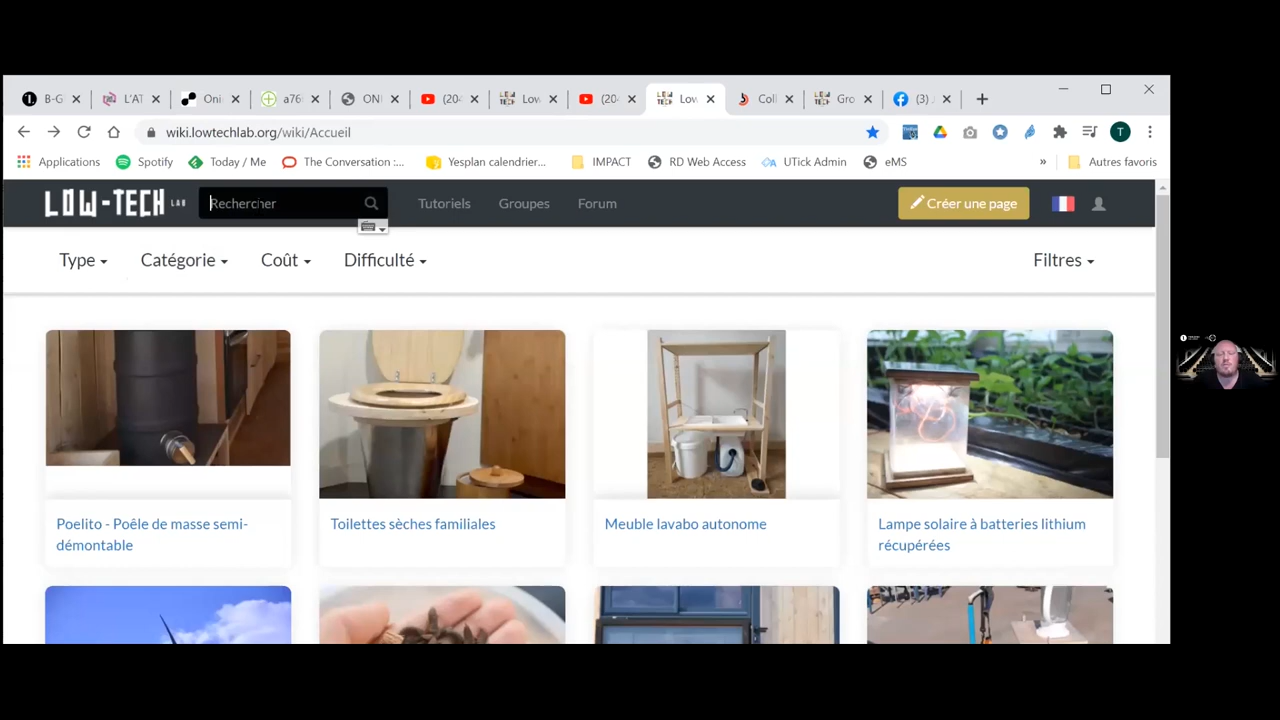 B-G
L'AT
Oni
a76
ON
(20
Low
(20
Low
Coll
Gro
(3)
wiki.lowtechlab.org/wiki/Accueil
T
Applications
Spotify
Today / Me
The Conversation :...
Yesplan calendrier...
IMPACT
RD Web Access
UTick Admin
eMS
»
Autres favoris
LOW-TECH LAB
Rechercher
Tutoriels
Groupes
Forum
Créer une page
Type
Catégorie
Coût
Difficulté
Filtres
Poelito - Poêle de masse semi-
démontable
Toilettes sèches familiales
Meuble lavabo autonome
Lampe solaire à batteries lithium
récupérées